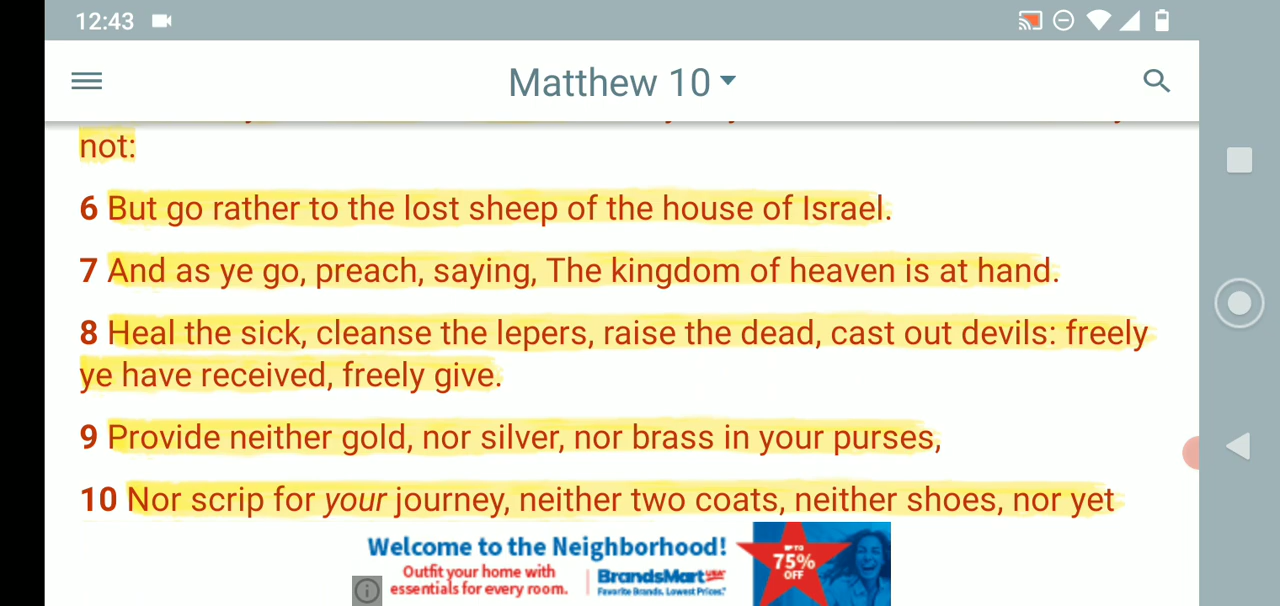 12:43
Matthew 10
not:
6 But go rather to the lost sheep of the house of Israel.
7 And as ye go, preach, saying, The kingdom of heaven is at hand.
8 Heal the sick, cleanse the lepers, raise the dead, cast out devils: freely
ye have received, freely give.
9 Provide neither gold, nor silver, nor brass in your purses,
10 Nor scrip for your journey, neither two coats, neither shoes, nor yet
Welcome to the Neighborhood!
Outfit your home with
essentials for every room.
BrandsMart USA
Favorite Brands. Lowest Prices.
UP TO
75%
OFF